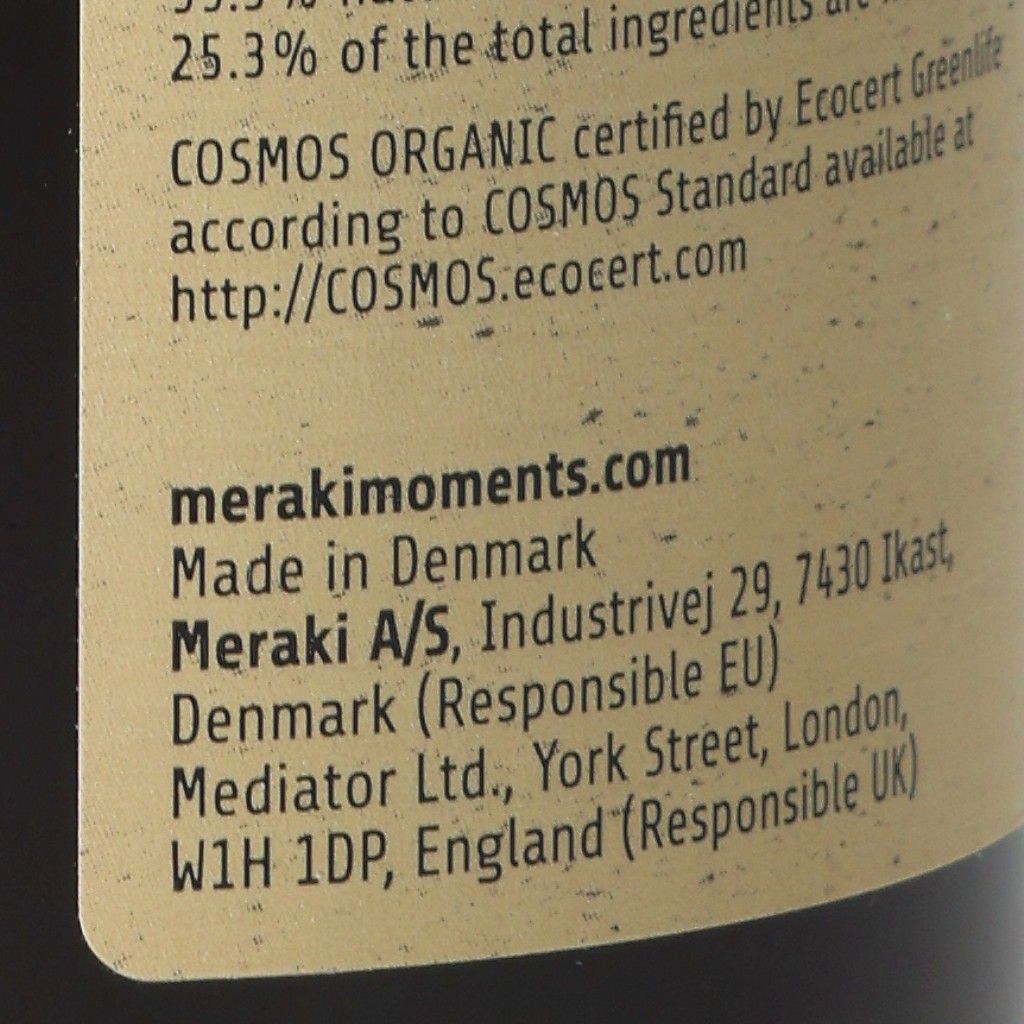 25.3% of the total ingredients
COSMOS ORGANIC certified by Ecocert Greenlife
according to COSMOS Standard available at
http://COSMOS.ecocert.com
merakimoments.com
Made in Denmark
Meraki A/S, Industrivej 29, 7430 Ikast,
Denmark (Responsible EU)
Mediator Ltd., York Street, London,
W1H 1DP, England (Responsible UK)